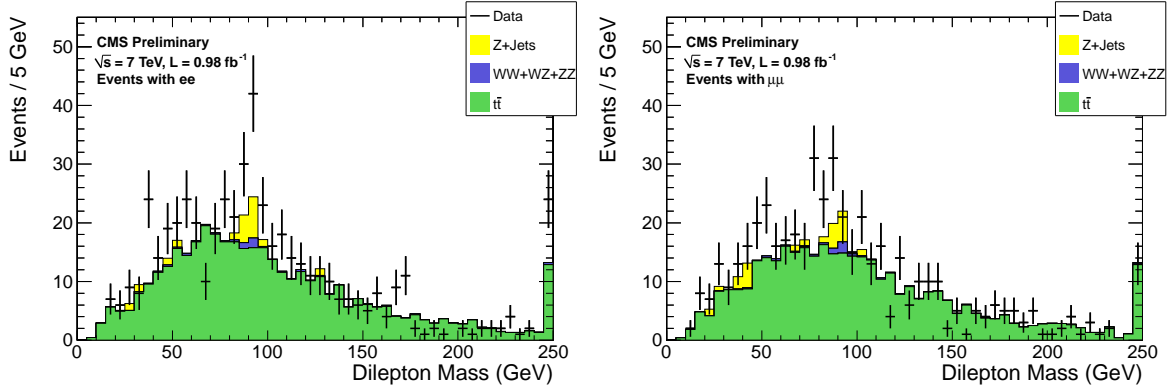 Events / 5 GeV
50
40
30
20
10
0
CMS Preliminary
√s = 7 TeV, L = 0.98 fb⁻¹
Events with ee
Data
Z+Jets
WW+WZ+ZZ
tt̄
0 50 100 150 200 250
Dilepton Mass (GeV)
Events / 5 GeV
50
40
30
20
10
0
CMS Preliminary
√s = 7 TeV, L = 0.98 fb⁻¹
Events with μμ
Data
Z+Jets
WW+WZ+ZZ
tt̄
0 50 100 150 200 250
Dilepton Mass (GeV)